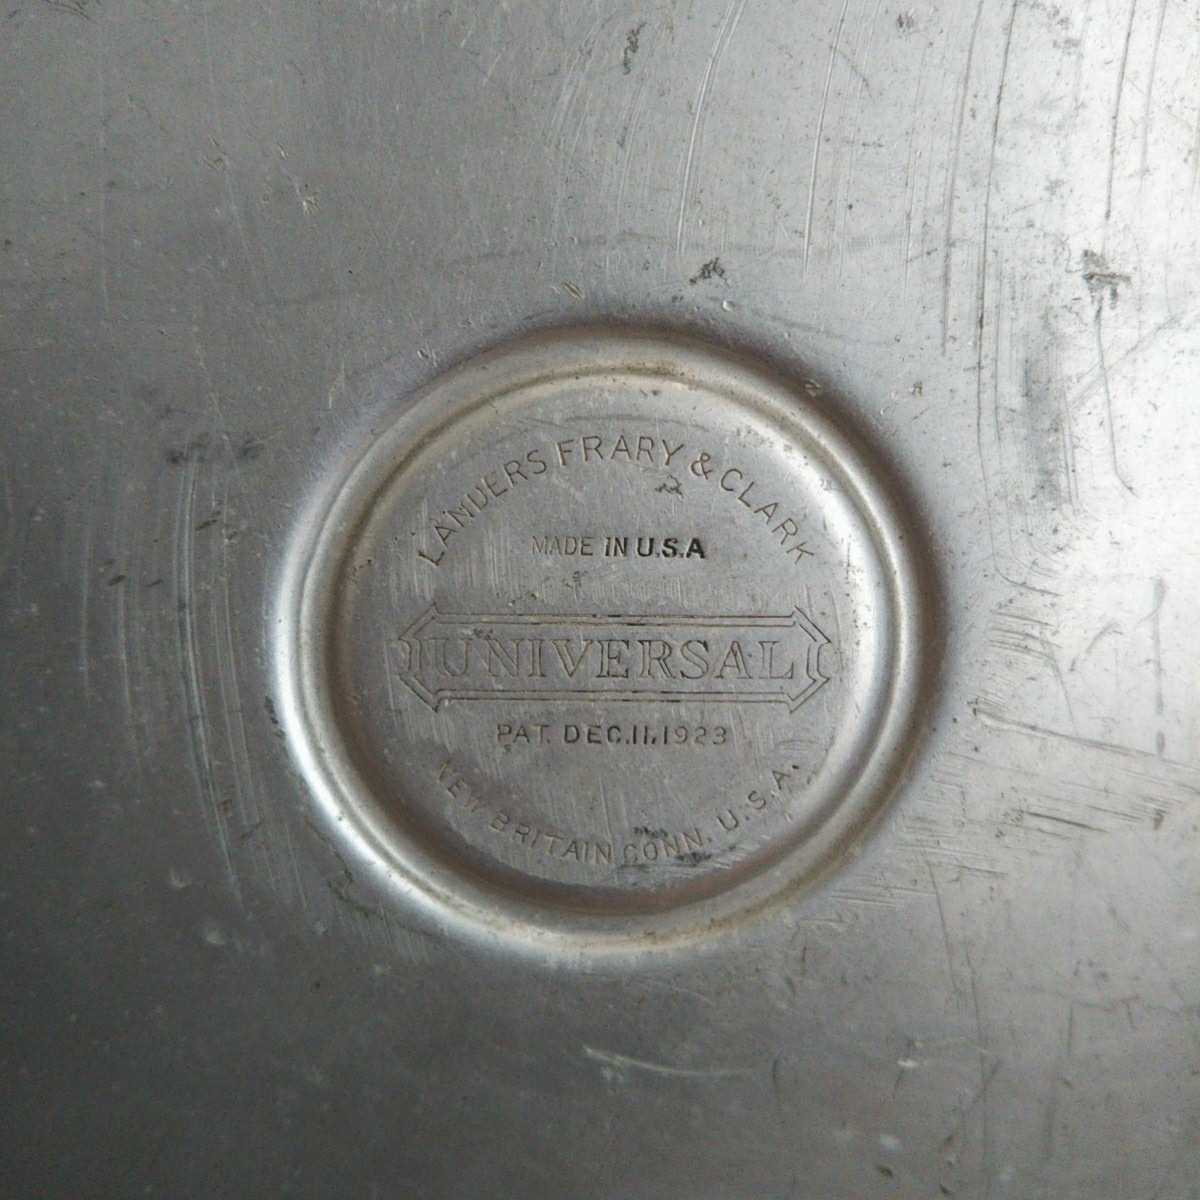 LANDERS FRARY & CLARK
MADE IN U.S.A
UNIVERSAL
PAT. DEC.11,1923
NEW BRITAIN CONN. U.S.A.